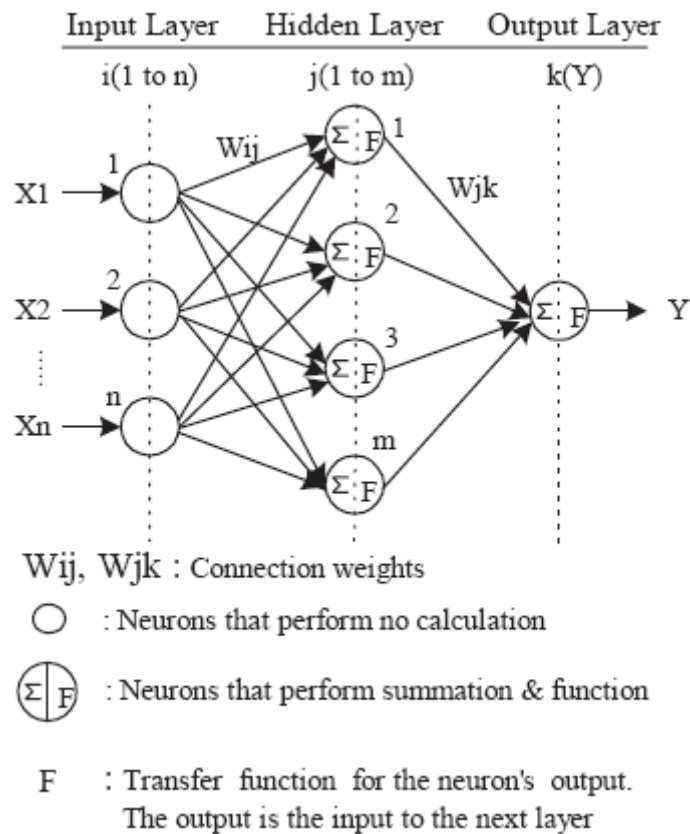 Input Layer Hidden Layer Output Layer
i(1 to n) j(1 to m) k(Y)
1 Wij Σ F 1
X1 Wjk
2 Σ F 2
X2 Σ F Y
...... 3
n Σ F
Xn m
Σ F
Wij, Wjk : Connection weights
: Neurons that perform no calculation
Σ F : Neurons that perform summation & function
F : Transfer function for the neuron's output.
The output is the input to the next layer